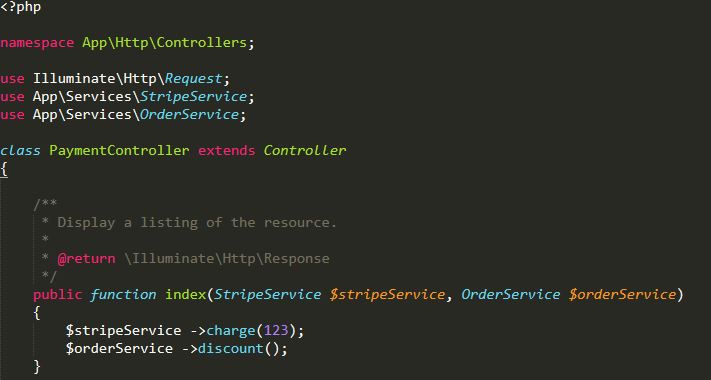 <?php
namespace App\Http\Controllers;
use Illuminate\Http\Request;
use App\Services\StripeService;
use App\Services\OrderService;
class PaymentController extends Controller
{
/**
* Display a listing of the resource.
*
* @return \Illuminate\Http\Response
*/
public function index(StripeService $stripeService, OrderService $orderService)
{
$stripeService ->charge(123);
$orderService ->discount();
}